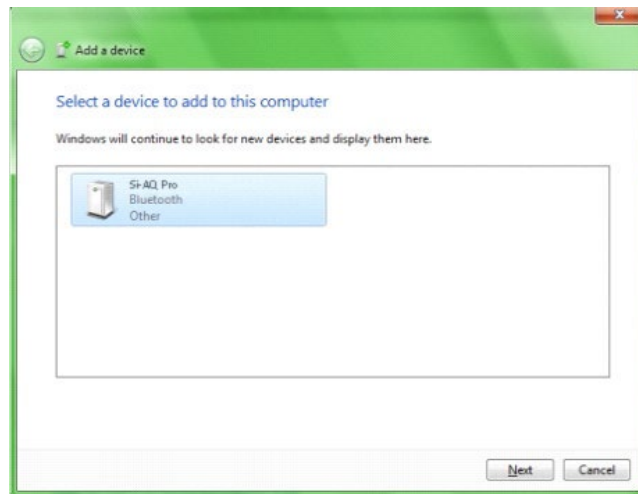 Add a device
Select a device to add to this computer
Windows will continue to look for new devices and display them here.
Si-AQ Pro
Bluetooth
Other
Next
Cancel